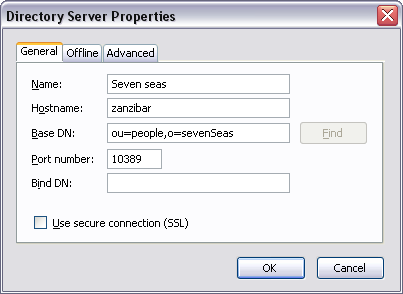 Directory Server Properties
General Offline Advanced
Name: Seven seas
Hostname: zanzibar
Base DN: ou=people,o=sevenSeas Find
Port number: 10389
Bind DN:
Use secure connection (SSL)
OK Cancel